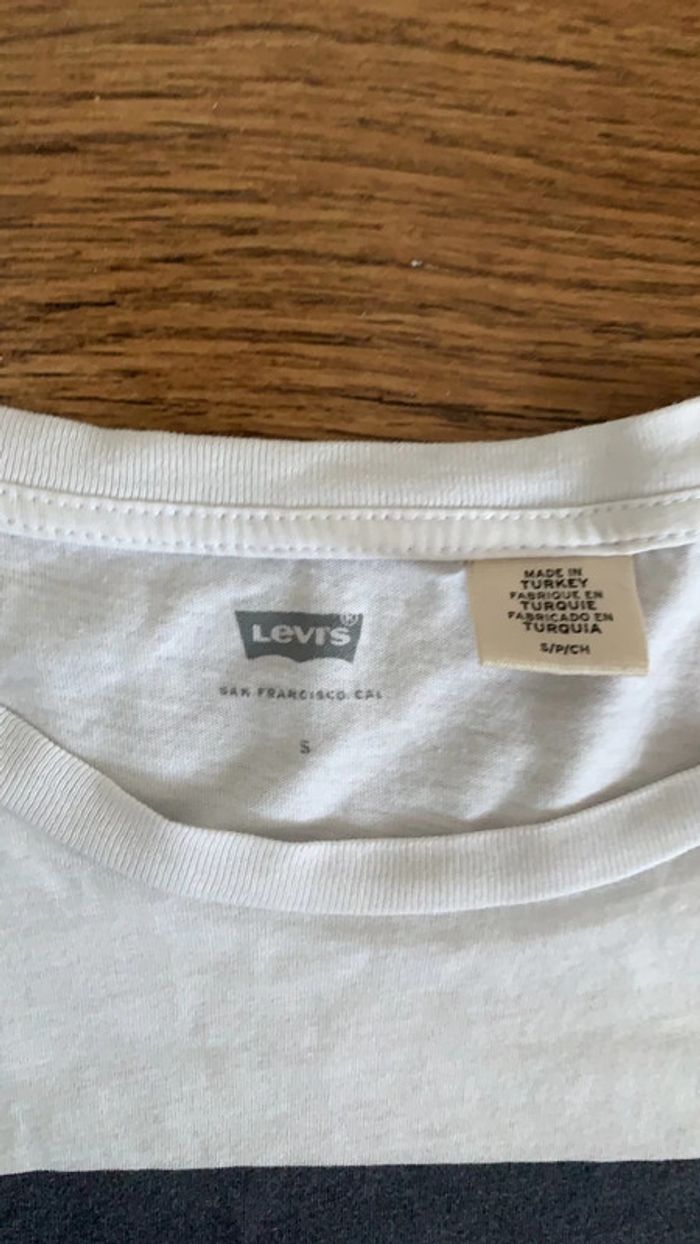 Levi's®
SAN FRANCISCO, CAL
S
MADE IN
TURKEY
FABRIQUE EN
TURQUIE
FABRICADO EN
TURQUIA
S/P/CH